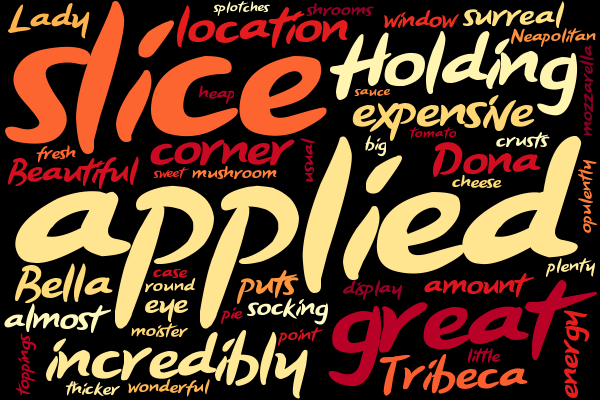 Lady
splotches
shrooms
location
window
surreal
Neapolitan
slice
heap
Holding
mozzarella
sauce
expensive
tomato
fresh
corner
usual
big
crusts
Beautiful
sweet
mushroom
Dona
cheese
opulently
applied
plenty
Bella
case
round
puts
display
amount
almost
eye
pie
socking
great
moister
point
energy
toppings
incredibly
little
Tribeca
thicker
wonderful